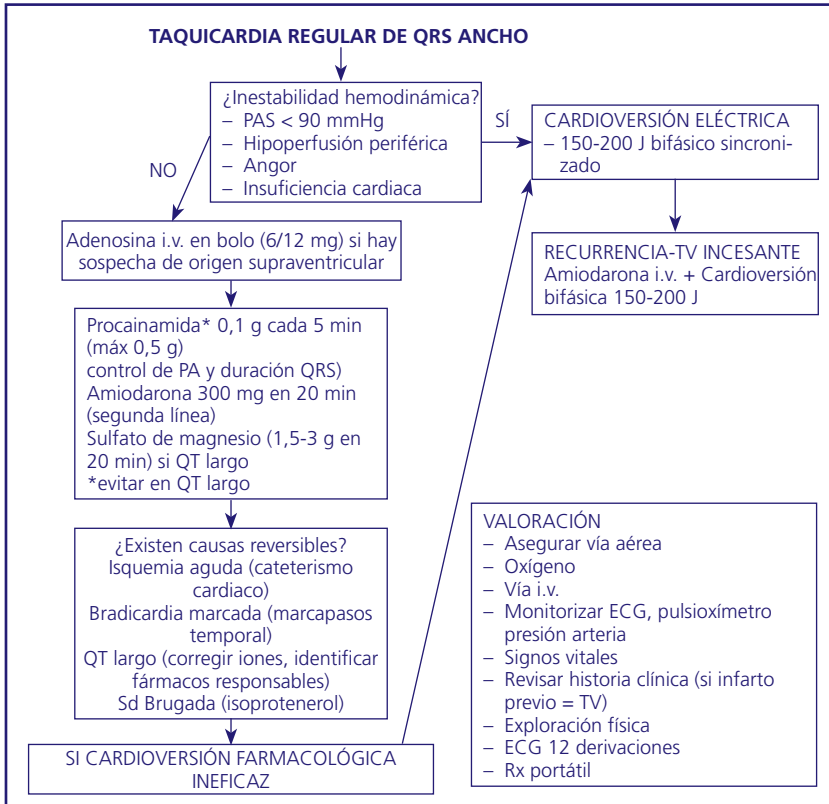 TAQUICARDIA REGULAR DE QRS ANCHO
¿Inestabilidad hemodinámica?
– PAS < 90 mmHg
– Hipoperfusión periférica
– Angor
– Insuficiencia cardiaca
SÍ
CARDIOVERSIÓN ELÉCTRICA
– 150-200 J bifásico sincroni-
zado
NO
Adenosina i.v. en bolo (6/12 mg) si hay
sospecha de origen supraventricular
RECURRENCIA-TV INCESANTE
Amiodarona i.v. + Cardioversión
bifásica 150-200 J
Procainamida* 0,1 g cada 5 min
(máx 0,5 g)
control de PA y duración QRS)
Amiodarona 300 mg en 20 min
(segunda línea)
Sulfato de magnesio (1,5-3 g en
20 min) si QT largo
*evitar en QT largo
¿Existen causas reversibles?
Isquemia aguda (cateterismo
cardiaco)
Bradicardia marcada (marcapasos
temporal)
QT largo (corregir iones, identificar
fármacos responsables)
Sd Brugada (isoprotenerol)
SI CARDIOVERSIÓN FARMACOLÓGICA
INEFICAZ
VALORACIÓN
– Asegurar vía aérea
– Oxígeno
– Vía i.v.
– Monitorizar ECG, pulsioxímetro
presión arteria
– Signos vitales
– Revisar historia clínica (si infarto
previo = TV)
– Exploración física
– ECG 12 derivaciones
– Rx portátil